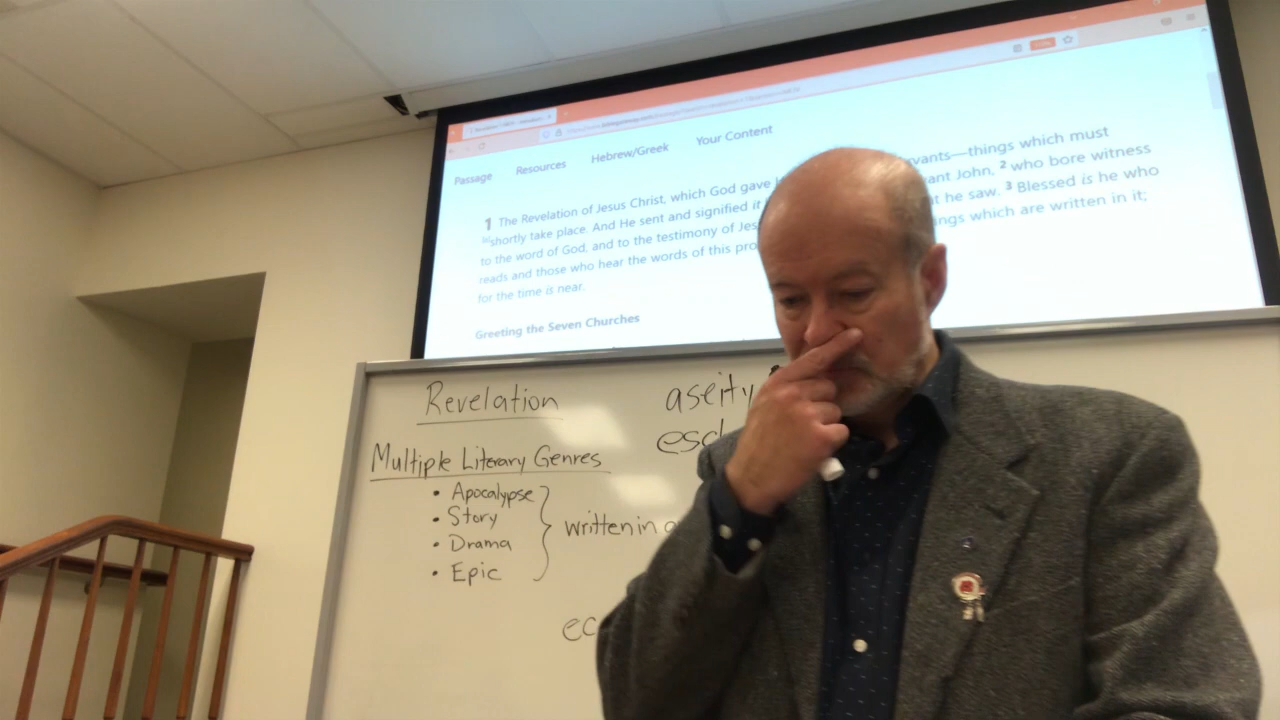 Passage Resources Hebrew/Greek Your Content
1 The Revelation of Jesus Christ, which God gave vants—things which must
shortly take place. And He sent and signified it ant John, 2 who bore witness
to the word of God, and to the testimony of Jes t he saw. 3 Blessed is he who
reads and those who hear the words of this pro ings which are written in it;
for the time is near.
Greeting the Seven Churches
Revelation
aseity
Multiple Literary Genres
• Apocalypse
• Story
• Drama
• Epic
written in